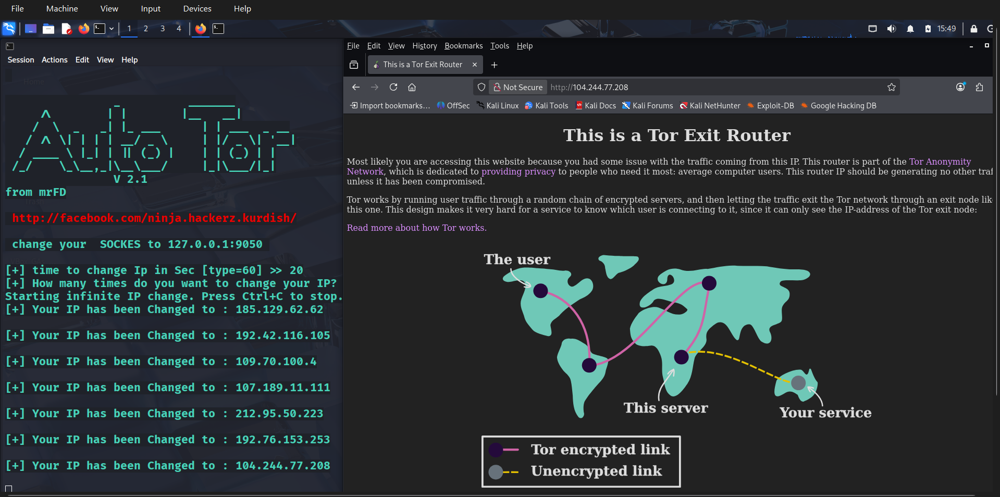 File Machine View Input Devices Help
1 2 3 4 15:49
Session Actions Edit View Help
Home
Auto Tor
V 2.1
from mrFD
Trash
http://facebook.com/ninja.hackerz.kurdish/
change your  SOCKES to 127.0.0.1:9050
[+] time to change Ip in Sec [type=60] >> 20
[+] How many times do you want to change your IP?
Starting infinite IP change. Press Ctrl+C to stop.
[+] Your IP has been Changed to : 185.129.62.62
[+] Your IP has been Changed to : 192.42.116.105
[+] Your IP has been Changed to : 109.70.100.4
[+] Your IP has been Changed to : 107.189.11.111
[+] Your IP has been Changed to : 212.95.50.223
[+] Your IP has been Changed to : 192.76.153.253
[+] Your IP has been Changed to : 104.244.77.208
File Edit View History Bookmarks Tools Help
This is a Tor Exit Router
Not Secure http://104.244.77.208
Import bookmarks... OffSec Kali Linux Kali Tools Kali Docs Kali Forums Kali NetHunter Exploit-DB Google Hacking DB
This is a Tor Exit Router
Most likely you are accessing this website because you had some issue with the traffic coming from this IP. This router is part of the Tor Anonymity
Network, which is dedicated to providing privacy to people who need it most: average computer users. This router IP should be generating no other traf
unless it has been compromised.
Tor works by running user traffic through a random chain of encrypted servers, and then letting the traffic exit the Tor network through an exit node lik
this one. This design makes it very hard for a service to know which user is connecting to it, since it can only see the IP-address of the Tor exit node:
Read more about how Tor works.
The user
This server
Your service
Tor encrypted link
Unencrypted link